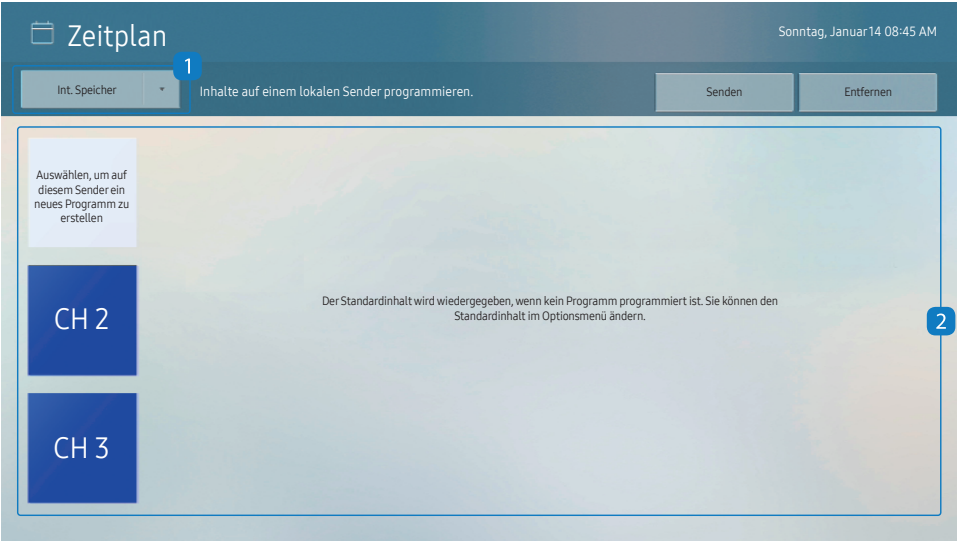 Zeitplan
Sonntag, Januar 14 08:45 AM
1
Int. Speicher
Inhalte auf einem lokalen Sender programmieren.
Senden
Entfernen
Auswählen, um auf
diesem Sender ein
neues Programm zu
erstellen
CH 2
Der Standardinhalt wird wiedergegeben, wenn kein Programm programmiert ist. Sie können den
Standardinhalt im Optionsmenü ändern.
2
CH 3